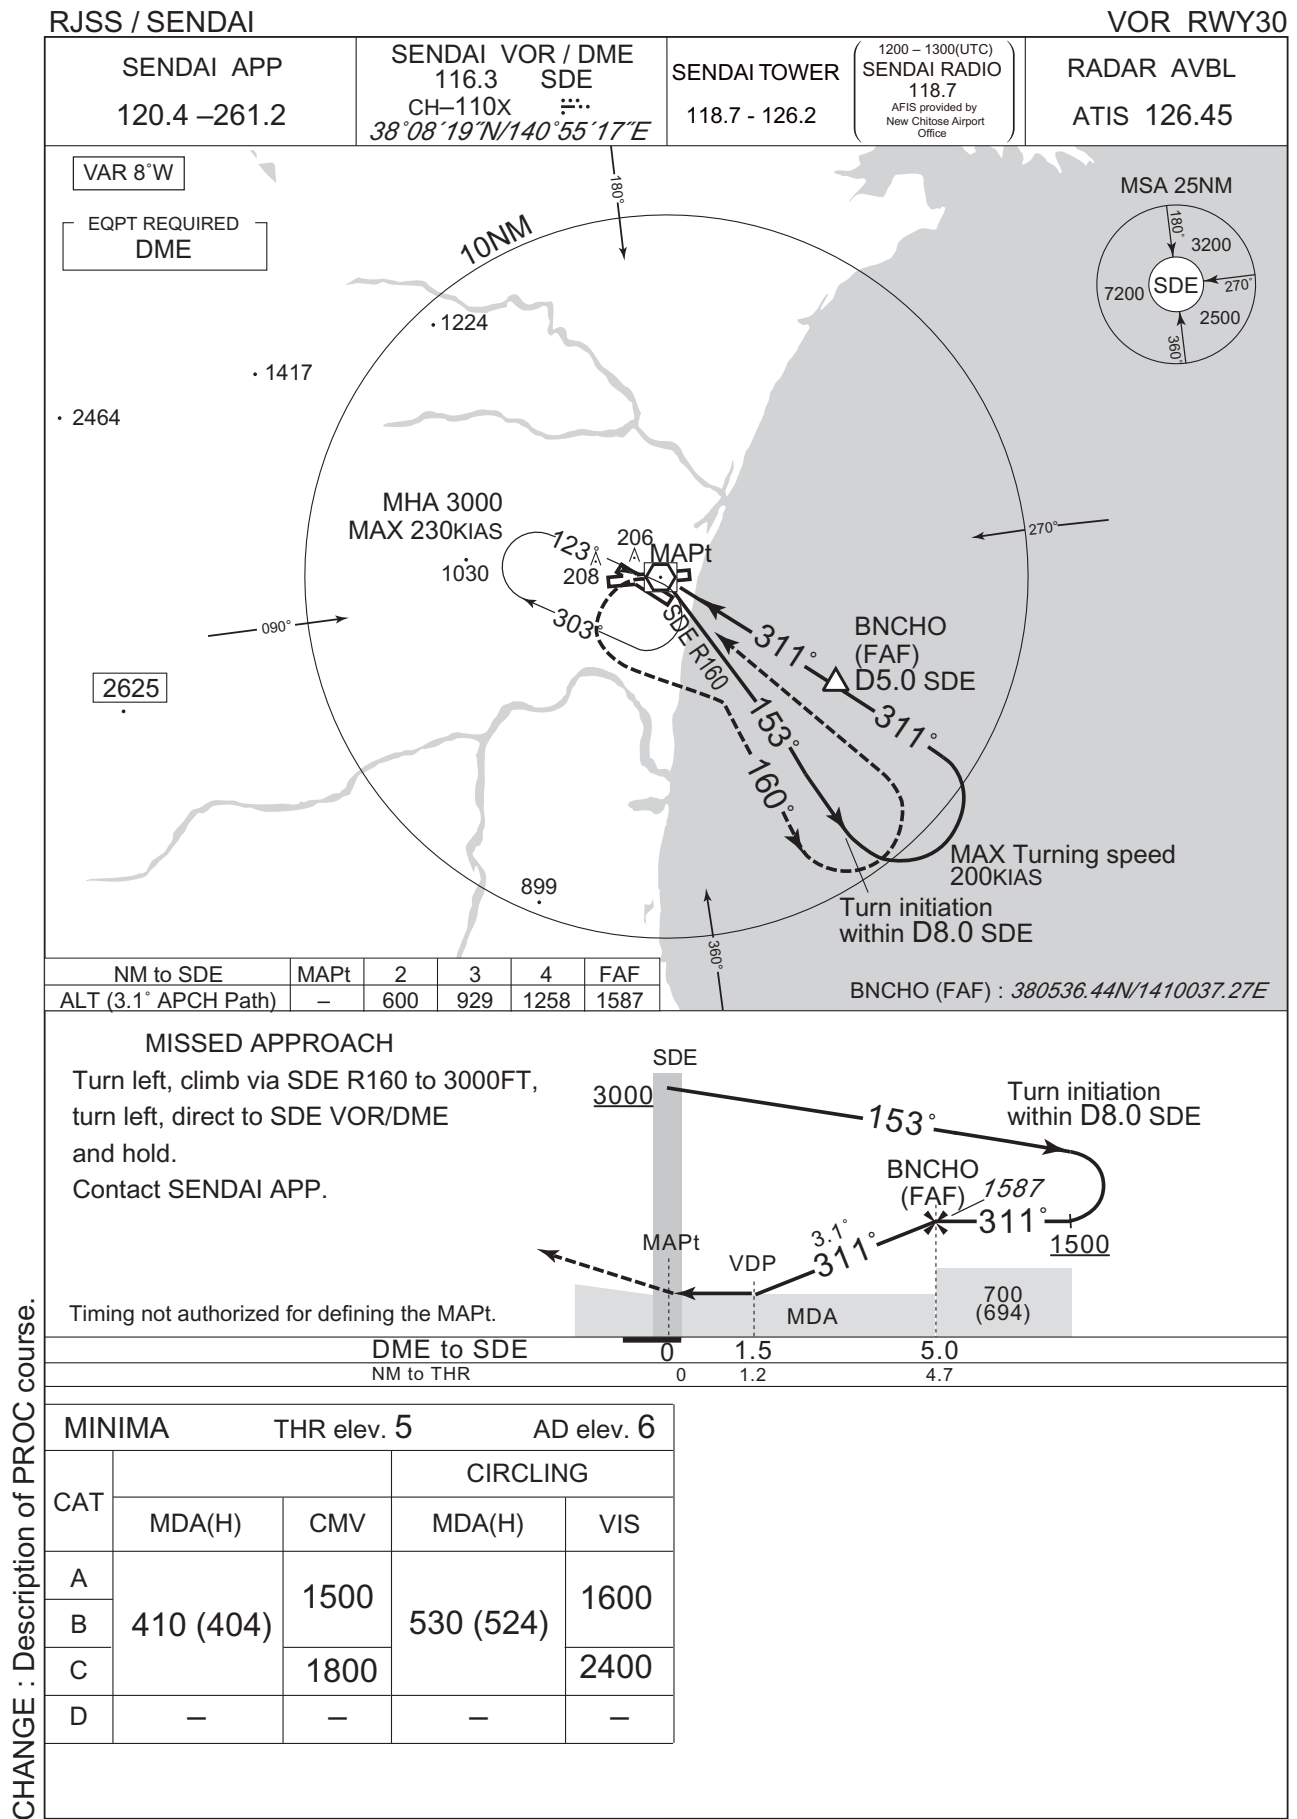 RJSS / SENDAI
VOR RWY30
SENDAI APP
120.4 –261.2
SENDAI VOR / DME
116.3 SDE
CH–110X
38°08´19˝N/140°55´17˝E
SENDAI TOWER
118.7 - 126.2
1200 – 1300(UTC)
SENDAI RADIO
118.7
AFIS provided by
New Chitose Airport
Office
RADAR AVBL
ATIS 126.45
VAR 8°W
EQPT REQUIRED
DME
10NM
180°
MSA 25NM
180°
3200
7200
SDE
270°
2500
360°
1224
1417
2464
MHA 3000
MAX 230KIAS
123°
206
MAPt
1030
208
270°
090°
303°
SDE R160
311°
BNCHO
(FAF)
D5.0 SDE
2625
311°
153°
160°
MAX Turning speed
200KIAS
899
Turn initiation
within D8.0 SDE
360°
NM to SDE MAPt 2 3 4 FAF
ALT (3.1° APCH Path) – 600 929 1258 1587
BNCHO (FAF) : 380536.44N/1410037.27E
MISSED APPROACH
Turn left, climb via SDE R160 to 3000FT,
turn left, direct to SDE VOR/DME
and hold.
Contact SENDAI APP.
SDE
3000
153°
Turn initiation
within D8.0 SDE
BNCHO
(FAF)
1587
311°
1500
3.1°
311°
MAPt
VDP
MDA
700
(694)
Timing not authorized for defining the MAPt.
DME to SDE 0 1.5 5.0
NM to THR 0 1.2 4.7
MINIMA THR elev. 5 AD elev. 6
CAT
CIRCLING
MDA(H) CMV MDA(H) VIS
A
B
C
D
410 (404)
1500
1800
530 (524)
1600
2400
– – – –
CHANGE : Description of PROC course.